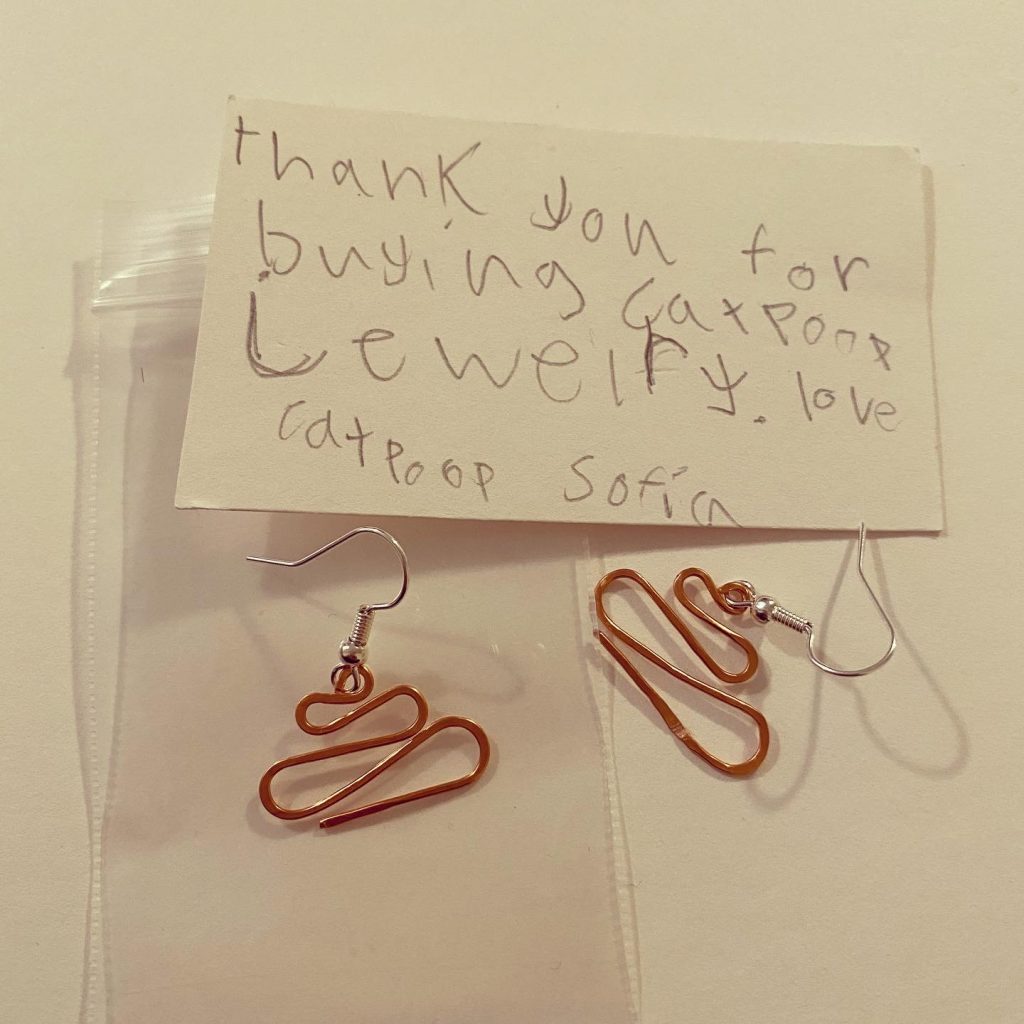 thank you for
buying catpoop
Lewelry. love
catpoop Sofia